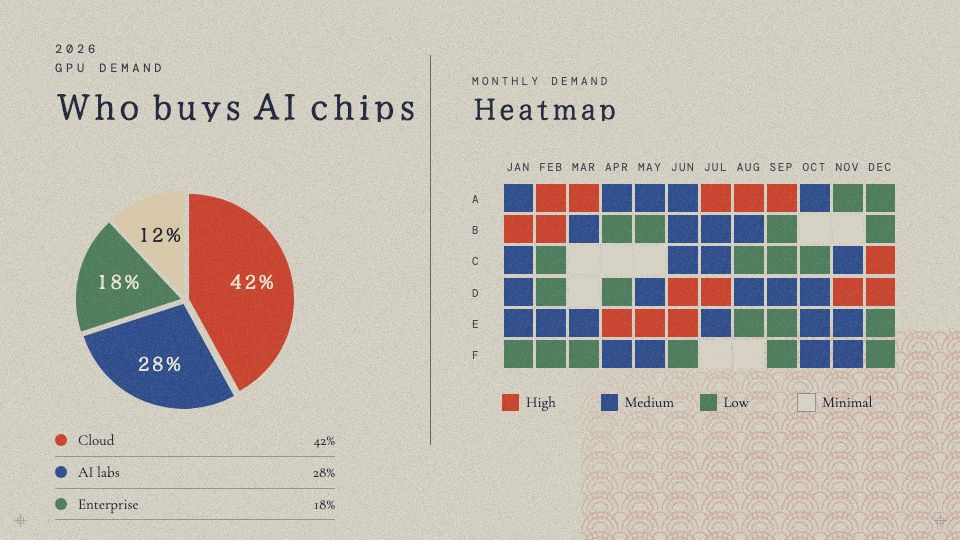 2026
GPU DEMAND
Who buys AI chips
12%
18%
42%
28%
Cloud 42%
AI labs 28%
Enterprise 18%
MONTHLY DEMAND
Heatmap
JAN FEB MAR APR MAY JUN JUL AUG SEP OCT NOV DEC
A
B
C
D
E
F
High Medium Low Minimal